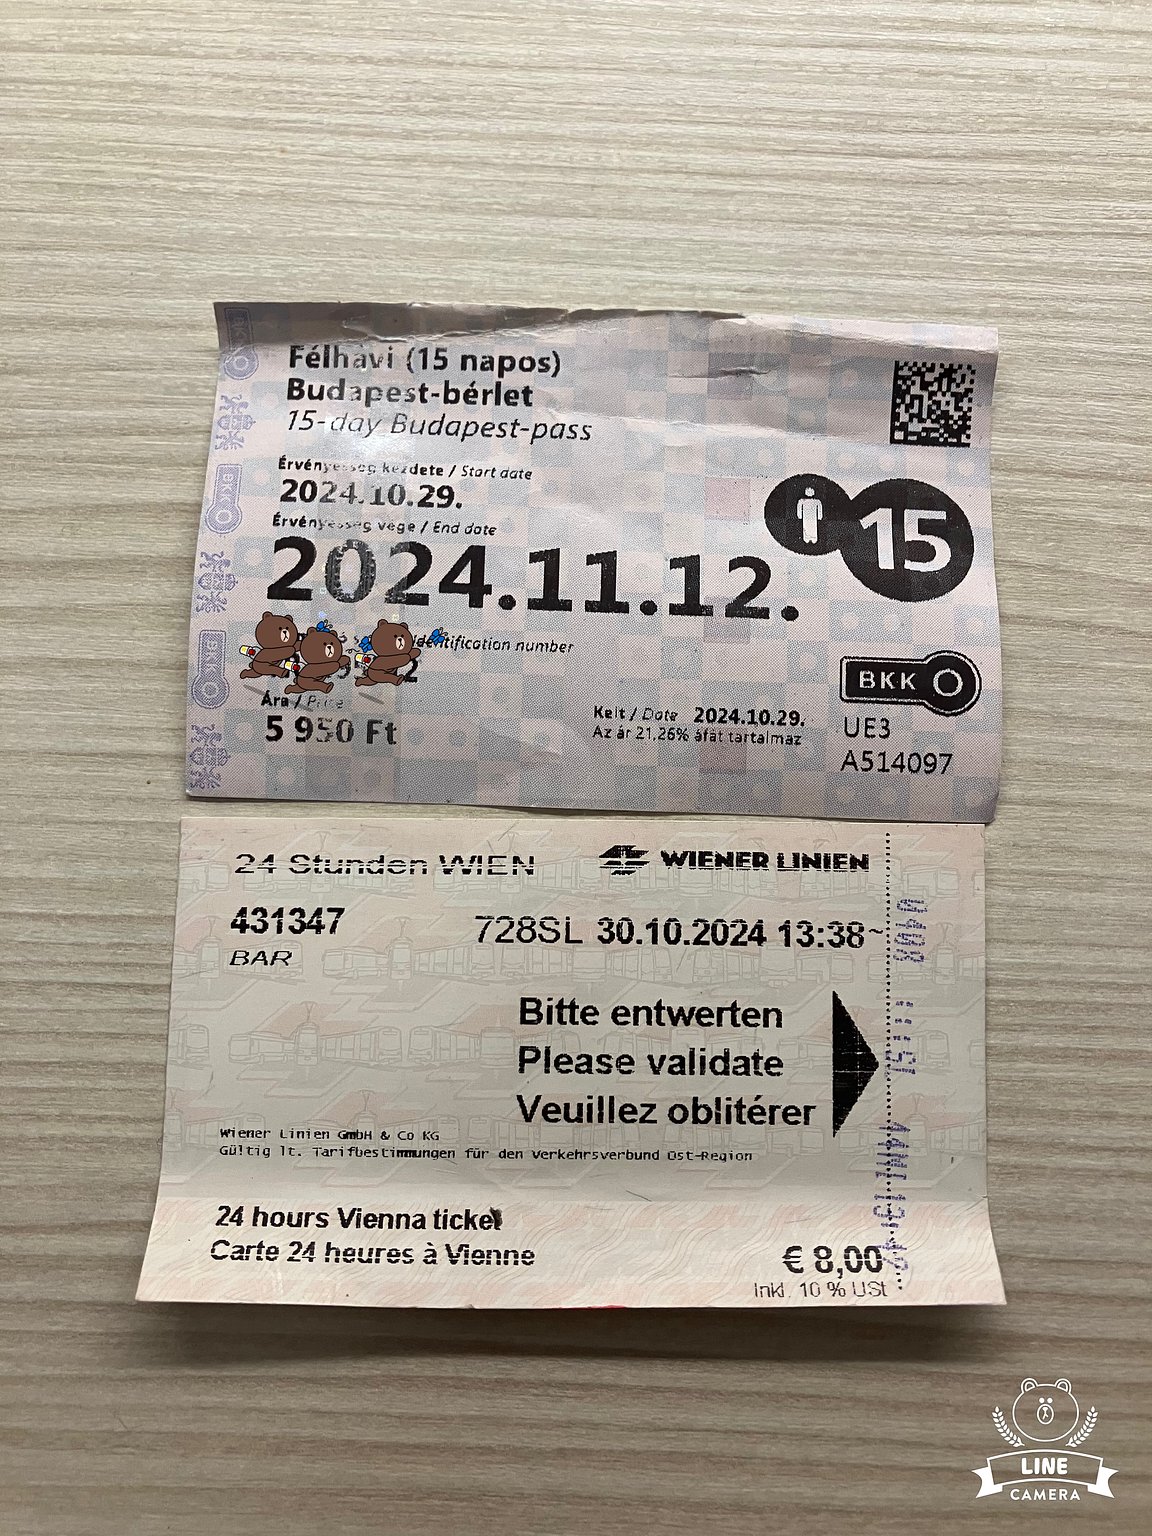 Félhavi (15 napos)
Budapest-bérlet
15-day Budapest-pass
Érvényesség kezdete / Start date
2024.10.29.
Érvényesség vége / End date
2024.11.12.
15
Identification number
Ára / Price
5 950 Ft
Kelt / Date 2024.10.29.
Az ár 21,26% áfát tartalmaz
BKK
UE3
A514097
24 Stunden WIEN WIENER LINIEN
431347 728SL 30.10.2024 13:38~
BAR
Bitte entwerten
Please validate
Veuillez oblitérer
Wiener Linien GmbH & Co KG
Gültig lt. Tarifbestimmungen für den Verkehrsverbund Ost-Region
24 hours Vienna ticket
Carte 24 heures à Vienne
€ 8,00
Inkl. 10 % USt
LINE
CAMERA